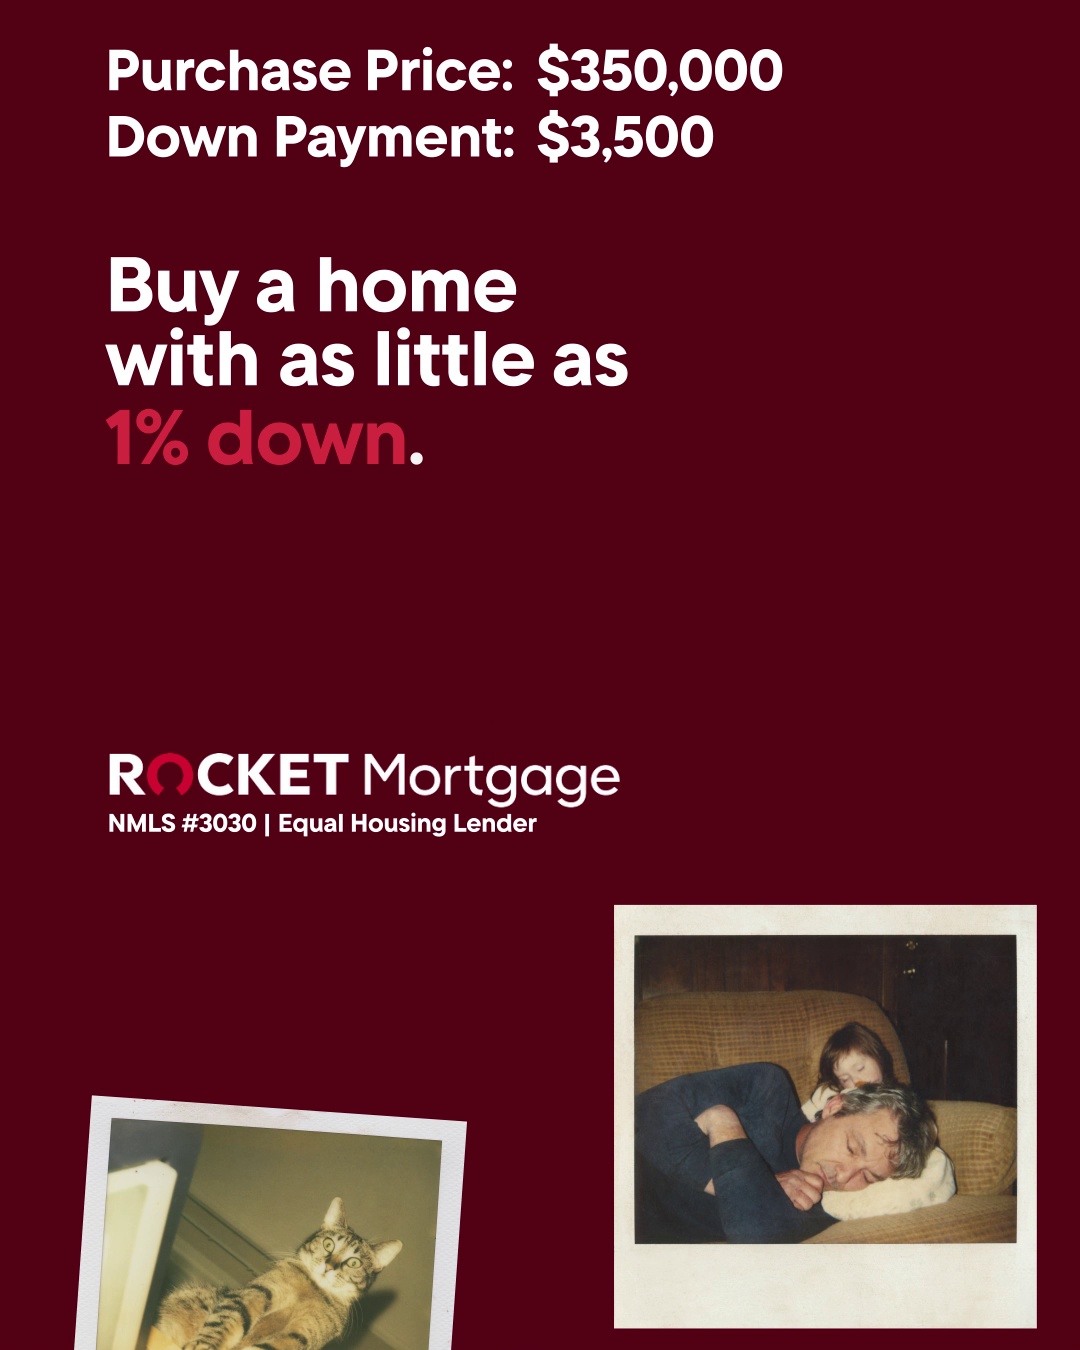 Purchase Price: $350,000
Down Payment: $3,500
Buy a home
with as little as
1% down.
ROCKET Mortgage
NMLS #3030 | Equal Housing Lender